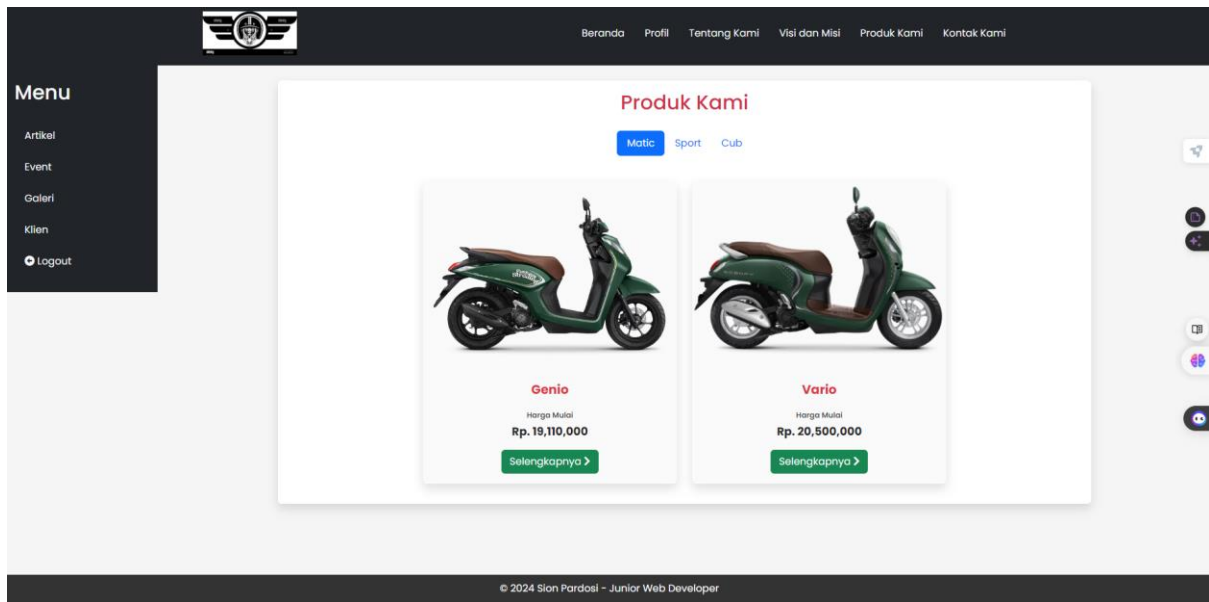 Beranda Profil Tentang Kami Visi dan Misi Produk Kami Kontak Kami
Menu
Artikel
Event
Galeri
Klien
Logout
Produk Kami
Matic Sport Cub
Genio
Harga Mulai
Rp. 19,110,000
Selengkapnya
Vario
Harga Mulai
Rp. 20,500,000
Selengkapnya
© 2024 Sion Pardosi - Junior Web Developer